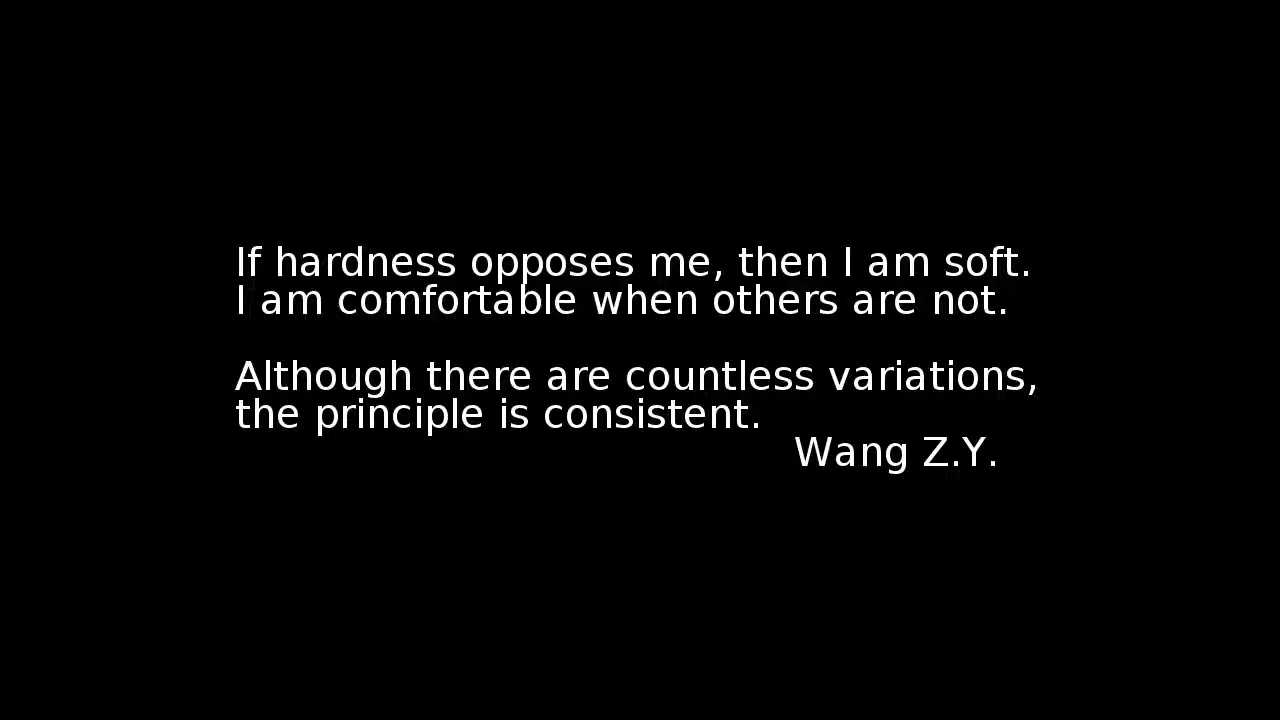 If hardness opposes me, then I am soft.
I am comfortable when others are not.
Although there are countless variations,
the principle is consistent.
Wang Z.Y.